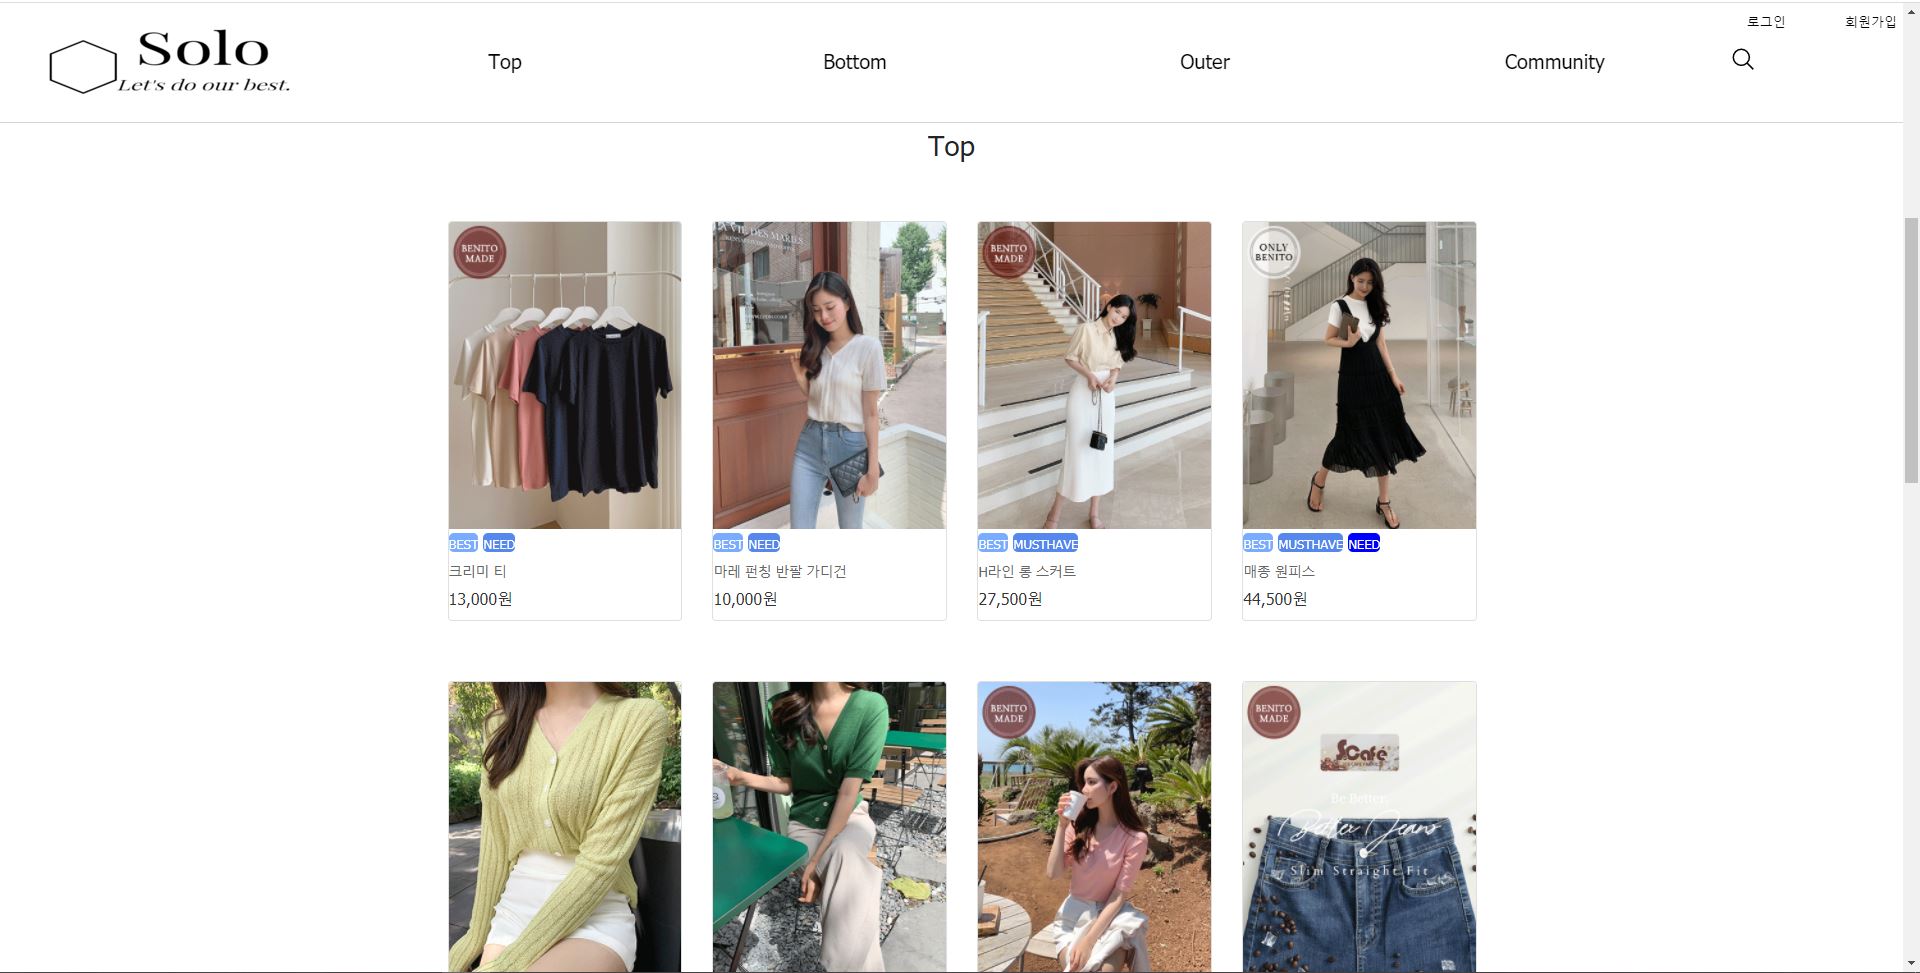 로그인 회원가입
Solo
Let's do our best.
Top Bottom Outer Community
Top
BENITO
MADE
LA VIE DES MARIES
BENITO
MADE
ONLY
BENITO
BEST NEED
크리미 티
13,000원
BEST NEED
마레 펀칭 반팔 가디건
10,000원
BEST MUSTHAVE
H라인 롱 스커트
27,500원
BEST MUSTHAVE NEED
매종 원피스
44,500원
BENITO
MADE
BENITO
MADE
S.Cafe
Be Better,
Better Jeans
Slim Straight Fit